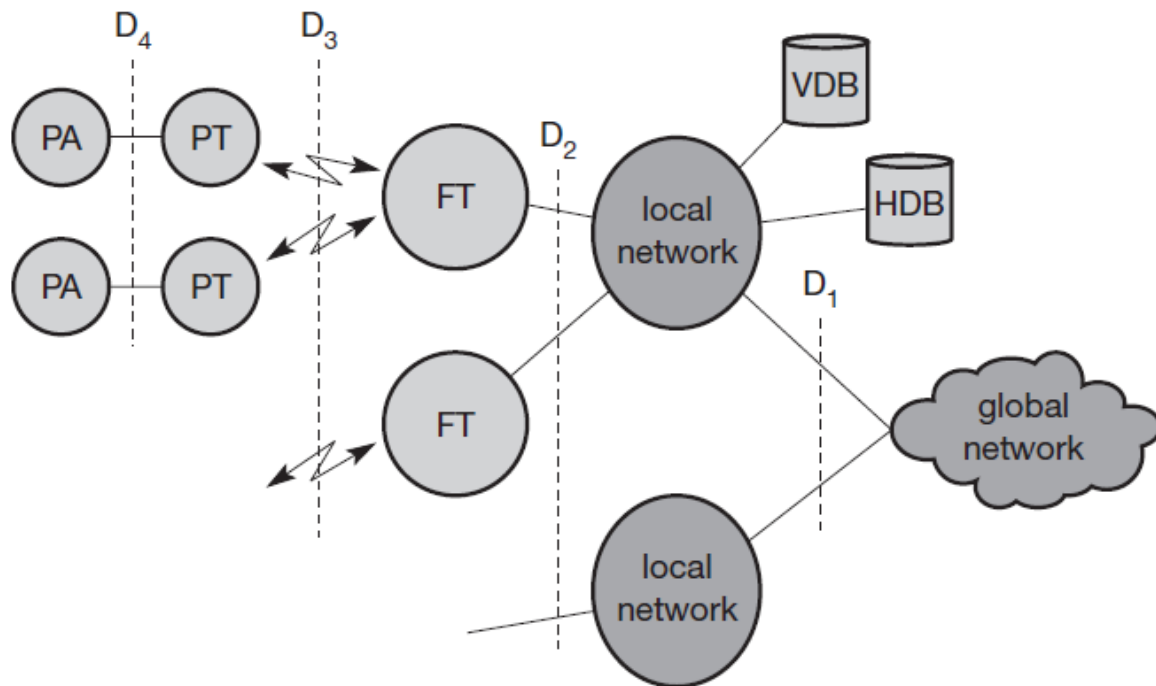 D4
D3
VDB
PA
PT
D2
HDB
FT
local
network
PA
PT
D1
FT
global
network
local
network